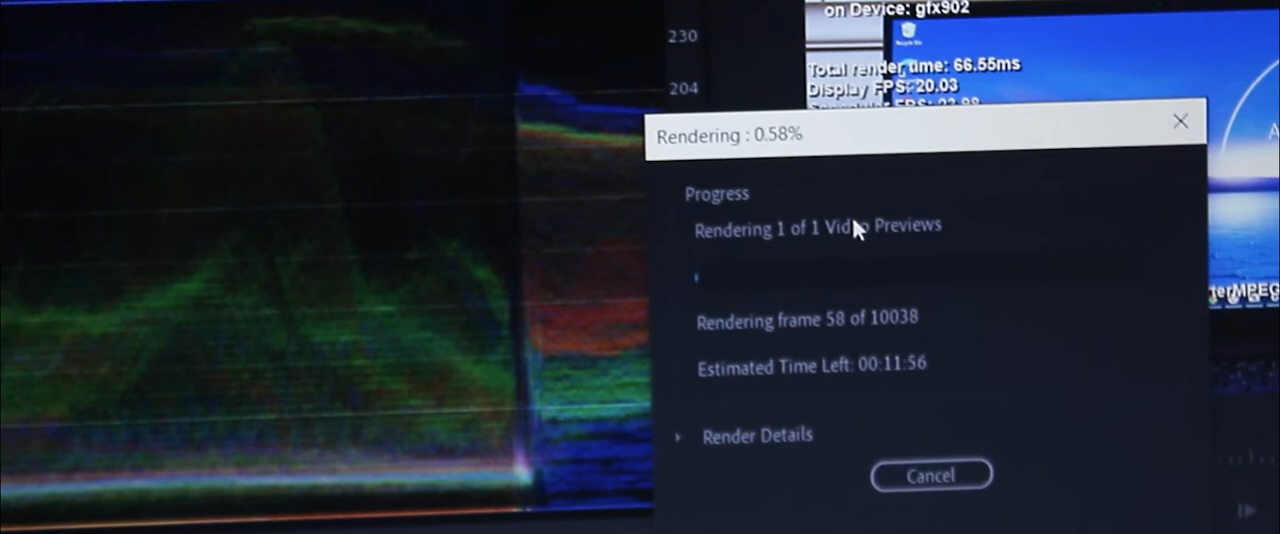 on Device: gfx902
230
Total render time: 66.55ms
204
Display FPS: 20.03
Rendering : 0.58%
Progress
Rendering 1 of 1 Video Previews
Rendering frame 58 of 10038
Estimated Time Left: 00:11:56
Render Details
Cancel